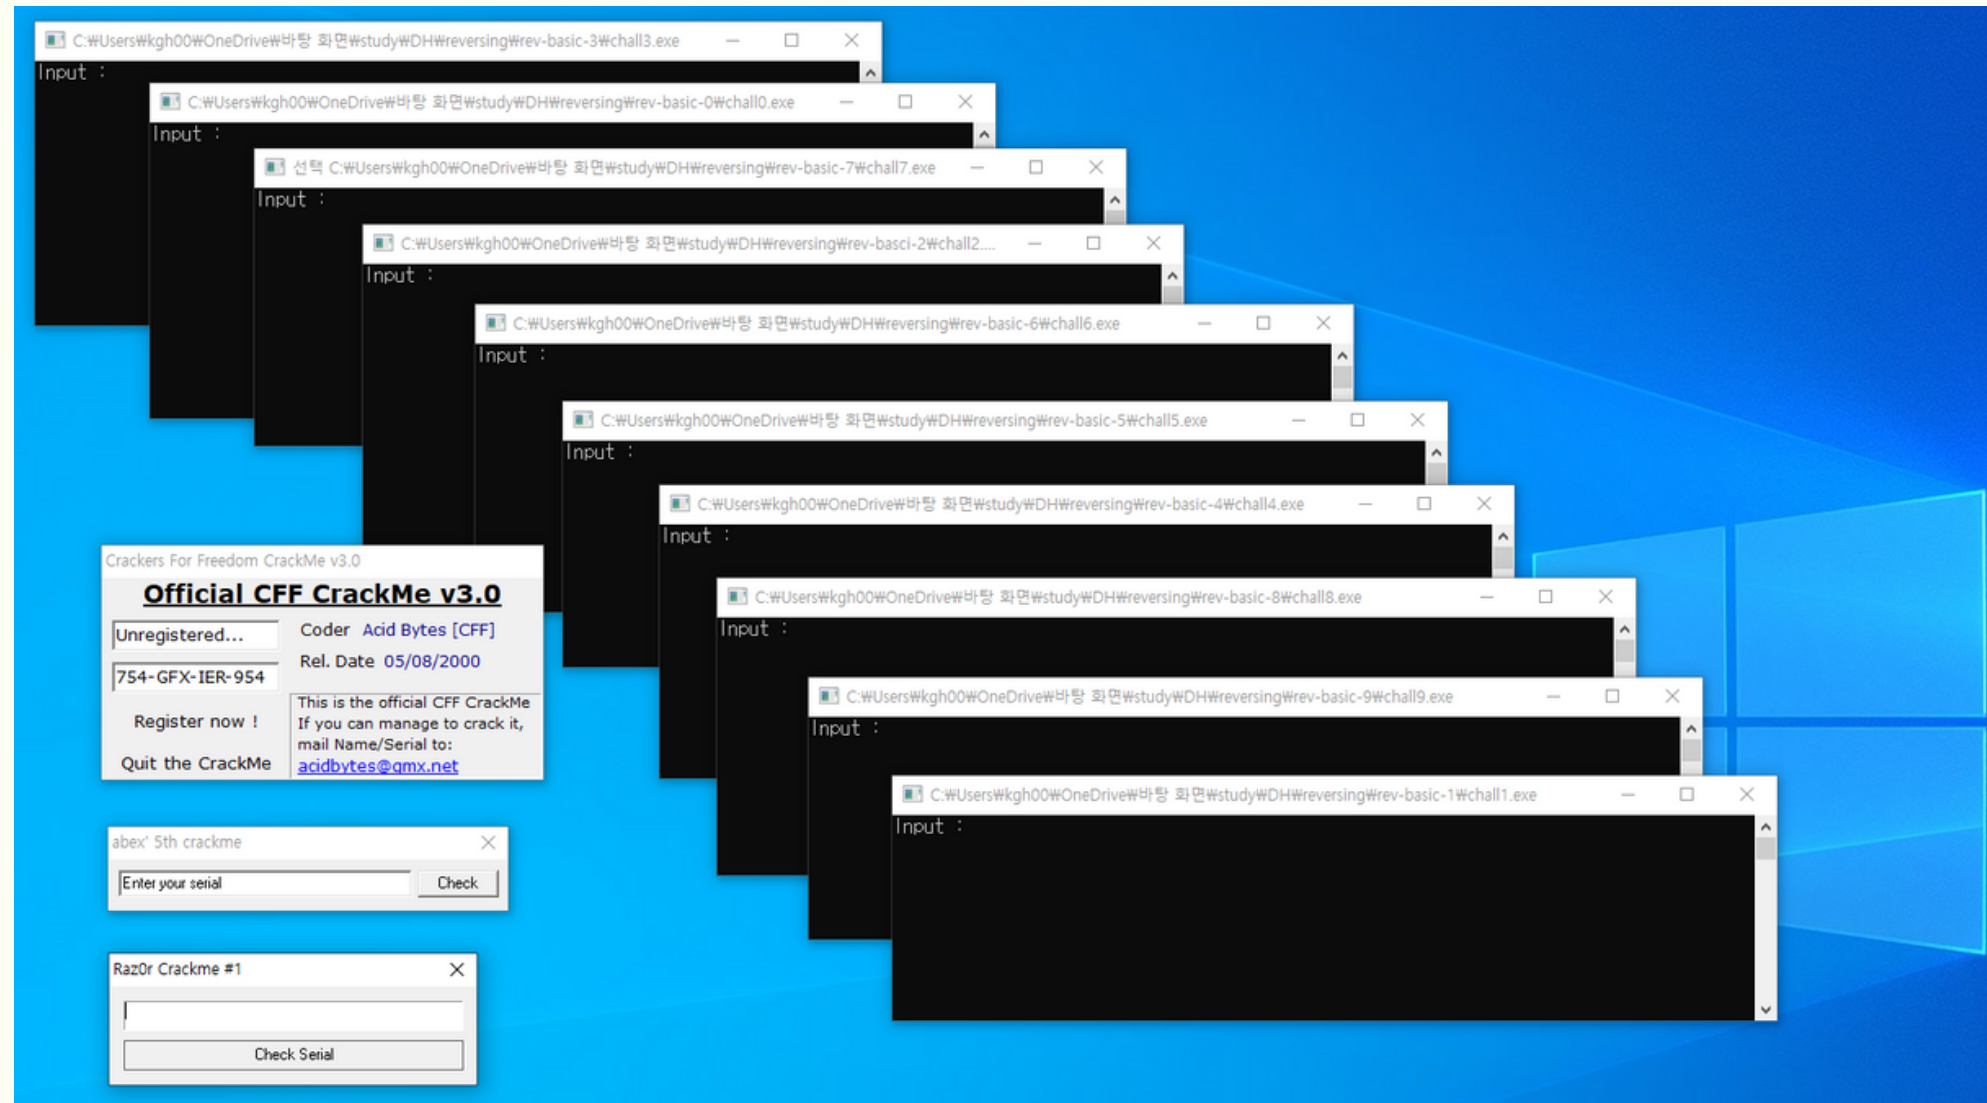 C:₩Users₩kgh00₩OneDrive₩바탕 화면₩study₩DH₩reversing₩rev-basic-3₩chall3.exe
Input :
C:₩Users₩kgh00₩OneDrive₩바탕 화면₩study₩DH₩reversing₩rev-basic-0₩chall0.exe
Input :
선택 C:₩Users₩kgh00₩OneDrive₩바탕 화면₩study₩DH₩reversing₩rev-basic-7₩chall7.exe
Input :
C:₩Users₩kgh00₩OneDrive₩바탕 화면₩study₩DH₩reversing₩rev-basci-2₩chall2....
Input :
C:₩Users₩kgh00₩OneDrive₩바탕 화면₩study₩DH₩reversing₩rev-basic-6₩chall6.exe
Input :
C:₩Users₩kgh00₩OneDrive₩바탕 화면₩study₩DH₩reversing₩rev-basic-5₩chall5.exe
Input :
C:₩Users₩kgh00₩OneDrive₩바탕 화면₩study₩DH₩reversing₩rev-basic-4₩chall4.exe
Input :
C:₩Users₩kgh00₩OneDrive₩바탕 화면₩study₩DH₩reversing₩rev-basic-8₩chall8.exe
Input :
C:₩Users₩kgh00₩OneDrive₩바탕 화면₩study₩DH₩reversing₩rev-basic-9₩chall9.exe
Input :
C:₩Users₩kgh00₩OneDrive₩바탕 화면₩study₩DH₩reversing₩rev-basic-1₩chall1.exe
Input :
Crackers For Freedom CrackMe v3.0
Official CFF CrackMe v3.0
Unregistered...
Coder Acid Bytes [CFF]
754-GFX-IER-954
Rel. Date 05/08/2000
Register now !
Quit the CrackMe
This is the official CFF CrackMe
If you can manage to crack it,
mail Name/Serial to:
acidbytes@gmx.net
abex' 5th crackme
Enter your serial
Check
Raz0r Crackme #1
Check Serial